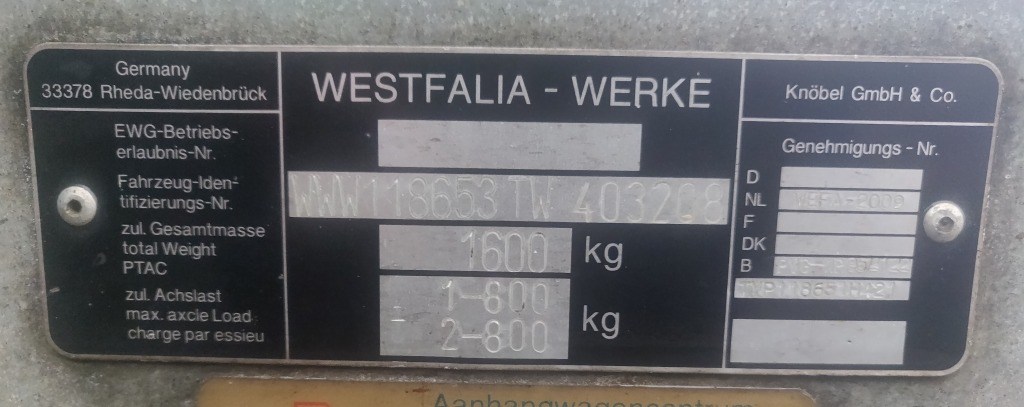 Germany
33378 Rheda-Wiedenbrück
WESTFALIA - WERKE
Knöbel GmbH & Co.
EWG-Betriebs-
erlaubnis-Nr.
Fahrzeug-Iden-
tifizierungs-Nr.
WWW118653TW 403208
zul. Gesamtmasse
total Weight
PTAC
1600 kg
zul. Achslast
max. axcle Load
charge par essieu
1-800
2-800
kg
Genehmigungs - Nr.
D
NL
F
DK
B
Aanhangwagencentrum